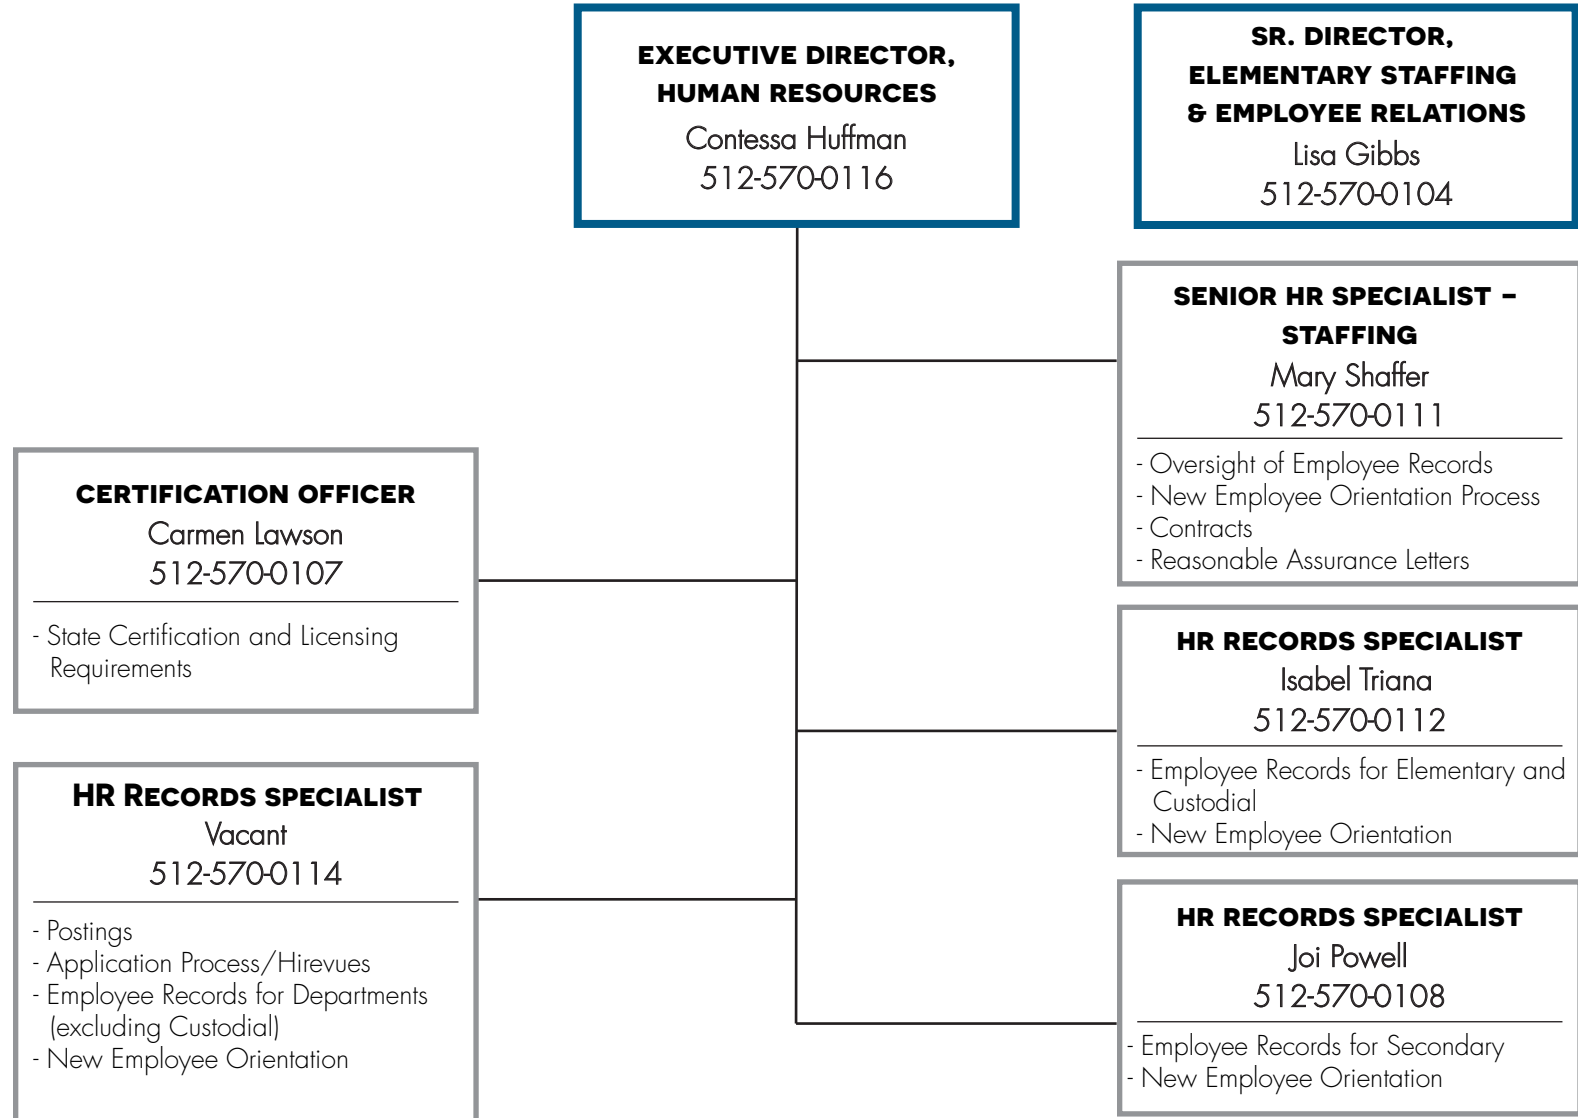 EXECUTIVE DIRECTOR,
HUMAN RESOURCES
Contessa Huffman
512-570-0116
SR. DIRECTOR,
ELEMENTARY STAFFING
& EMPLOYEE RELATIONS
Lisa Gibbs
512-570-0104
SENIOR HR SPECIALIST –
STAFFING
Mary Shaffer
512-570-0111
- Oversight of Employee Records
- New Employee Orientation Process
- Contracts
- Reasonable Assurance Letters
CERTIFICATION OFFICER
Carmen Lawson
512-570-0107
- State Certification and Licensing
Requirements
HR RECORDS SPECIALIST
Isabel Triana
512-570-0112
- Employee Records for Elementary and
Custodial
- New Employee Orientation
HR RECORDS SPECIALIST
Vacant
512-570-0114
- Postings
- Application Process/Hirevues
- Employee Records for Departments
(excluding Custodial)
- New Employee Orientation
HR RECORDS SPECIALIST
Joi Powell
512-570-0108
- Employee Records for Secondary
- New Employee Orientation